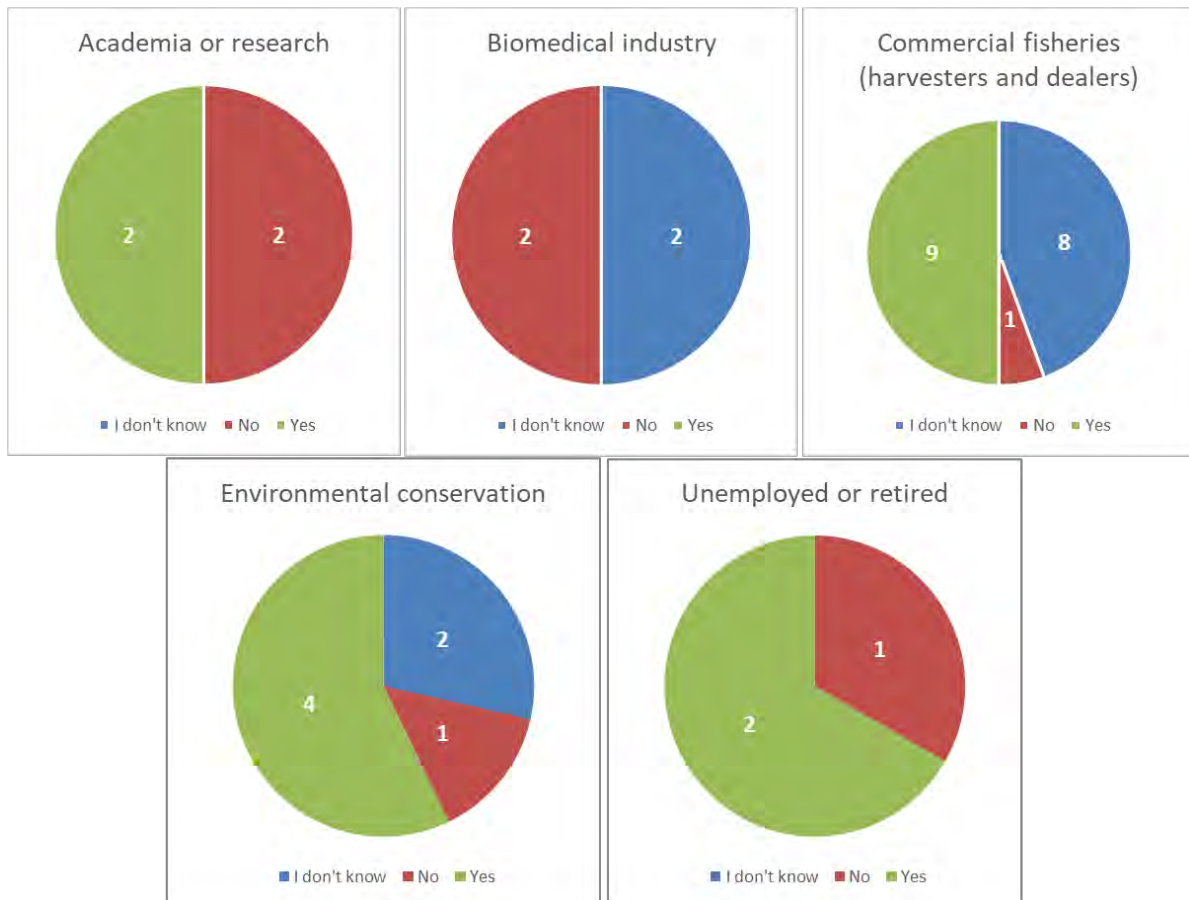 Academia or research
2
2
I don't know No Yes
Biomedical industry
2
2
I don't know No Yes
Commercial fisheries
(harvesters and dealers)
9
8
1
I don't know No Yes
Environmental conservation
2
4
1
I don't know No Yes
Unemployed or retired
1
2
I don't know No Yes